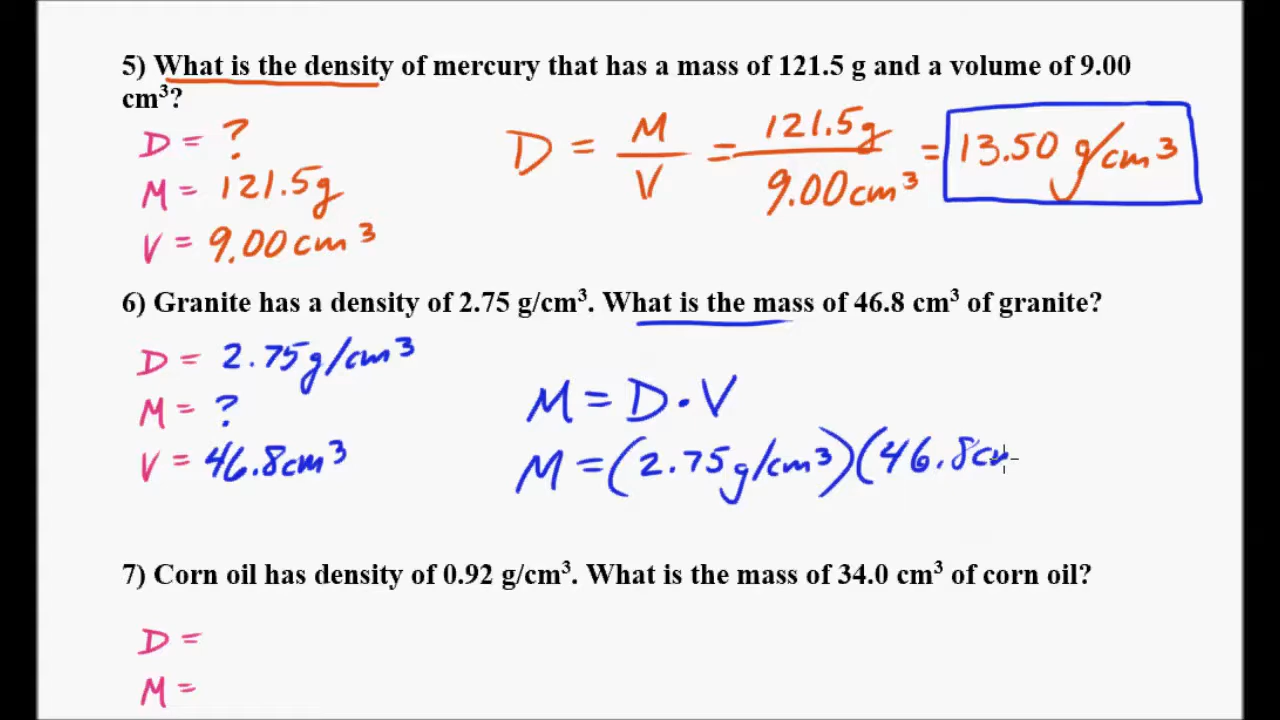 5) What is the density of mercury that has a mass of 121.5 g and a volume of 9.00
cm³?
D = ?
M = 121.5g
V = 9.00cm³
D = M/V = 121.5g/9.00cm³ = 13.50 g/cm³
6) Granite has a density of 2.75 g/cm³. What is the mass of 46.8 cm³ of granite?
D = 2.75g/cm³
M = ?
V = 46.8cm³
M = D·V
M = (2.75g/cm³)(46.8c
7) Corn oil has density of 0.92 g/cm³. What is the mass of 34.0 cm³ of corn oil?
D =
M =